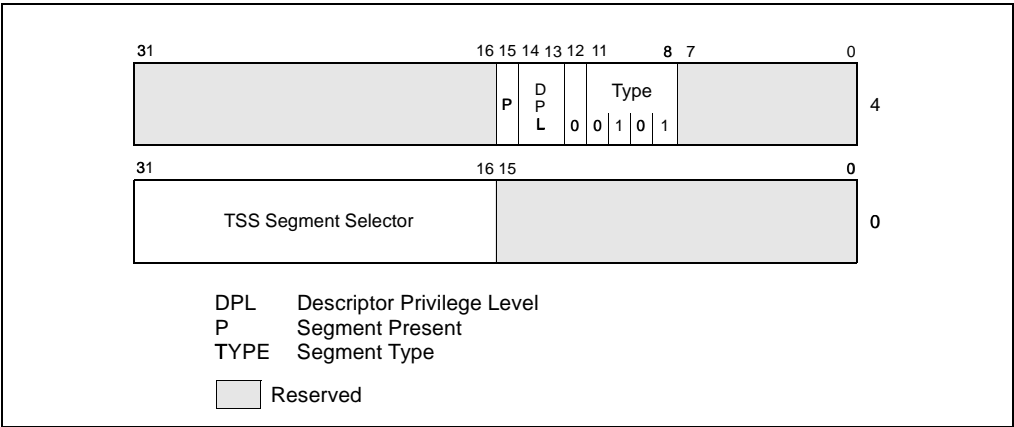 31 16 15 14 13 12 11 8 7 0
D
P
L
Type
P
0 0 1 0 1
4
31 16 15 0
TSS Segment Selector
0
DPL Descriptor Privilege Level
P Segment Present
TYPE Segment Type
Reserved